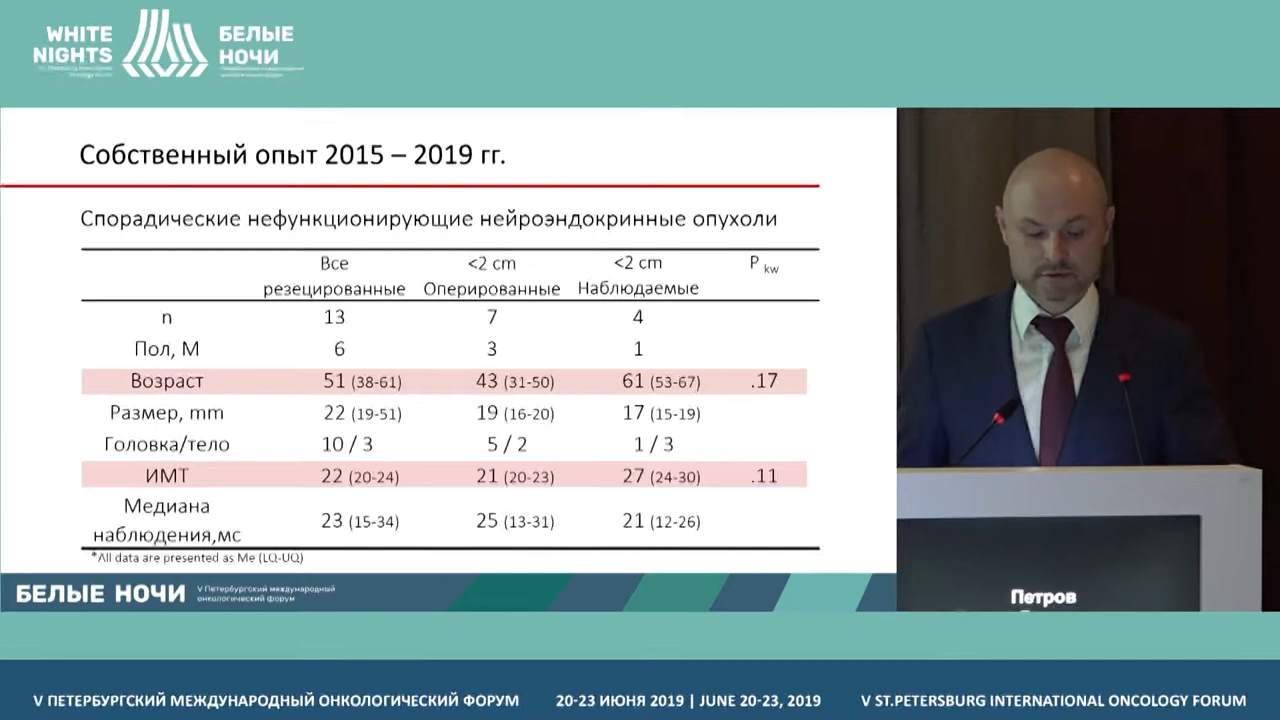 WHITE
NIGHTS
БЕЛЫЕ
НОЧИ
Собственный опыт 2015 – 2019 гг.
Спорадические нефункционирующие нейроэндокринные опухоли
Все резецированные <2 cm Оперированные <2 cm Наблюдаемые P kw
n 13 7 4
Пол, М 6 3 1
Возраст 51 (38-61) 43 (31-50) 61 (53-67) .17
Размер, mm 22 (19-51) 19 (16-20) 17 (15-19)
Головка/тело 10 / 3 5 / 2 1 / 3
ИМТ 22 (20-24) 21 (20-23) 27 (24-30) .11
Медиана наблюдения,мс 23 (15-34) 25 (13-31) 21 (12-26)
*All data are presented as Me (LQ-UQ)
БЕЛЫЕ НОЧИ
V Петербургский международный
онкологический форум
Петров
V ПЕТЕРБУРГСКИЙ МЕЖДУНАРОДНЫЙ ОНКОЛОГИЧЕСКИЙ ФОРУМ 20-23 ИЮНЯ 2019 | JUNE 20-23, 2019 V ST.PETERSBURG INTERNATIONAL ONCOLOGY FORUM